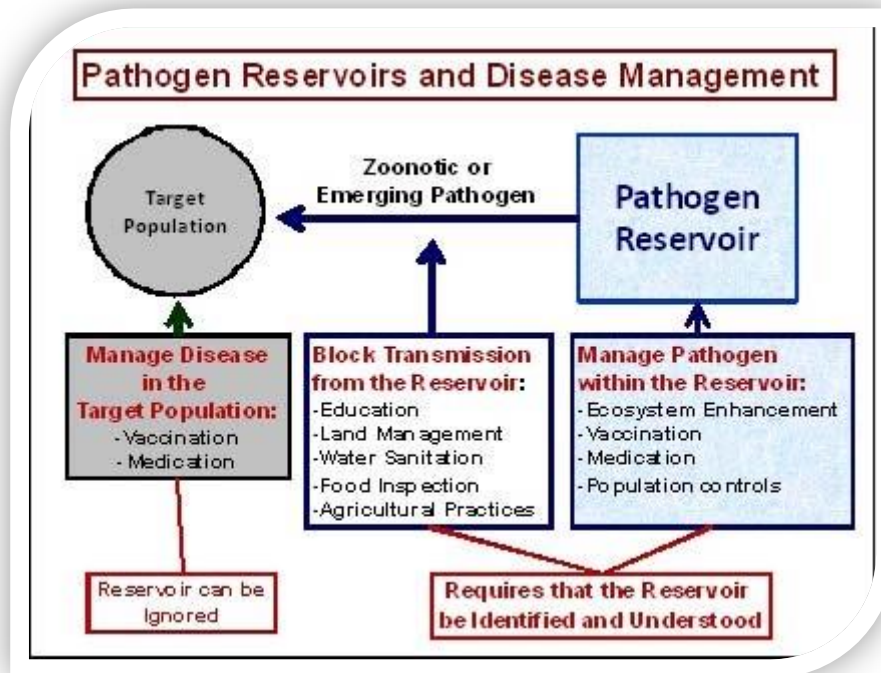 Pathogen Reservoirs and Disease Management
Target
Population
Zoonotic or
Emerging Pathogen
Pathogen
Reservoir
Manage Disease
in the
Target Population:
-Vaccination
-Medication
Block Transmission
from the Reservoir:
-Education
-Land Management
-Water Sanitation
-Food Inspection
-Agricultural Practices
Manage Pathogen
within the Reservoir:
-Ecosystem Enhancement
-Vaccination
-Medication
-Population controls
Reservoir can be
Ignored
Requires that the Reservoir
be Identified and Understood